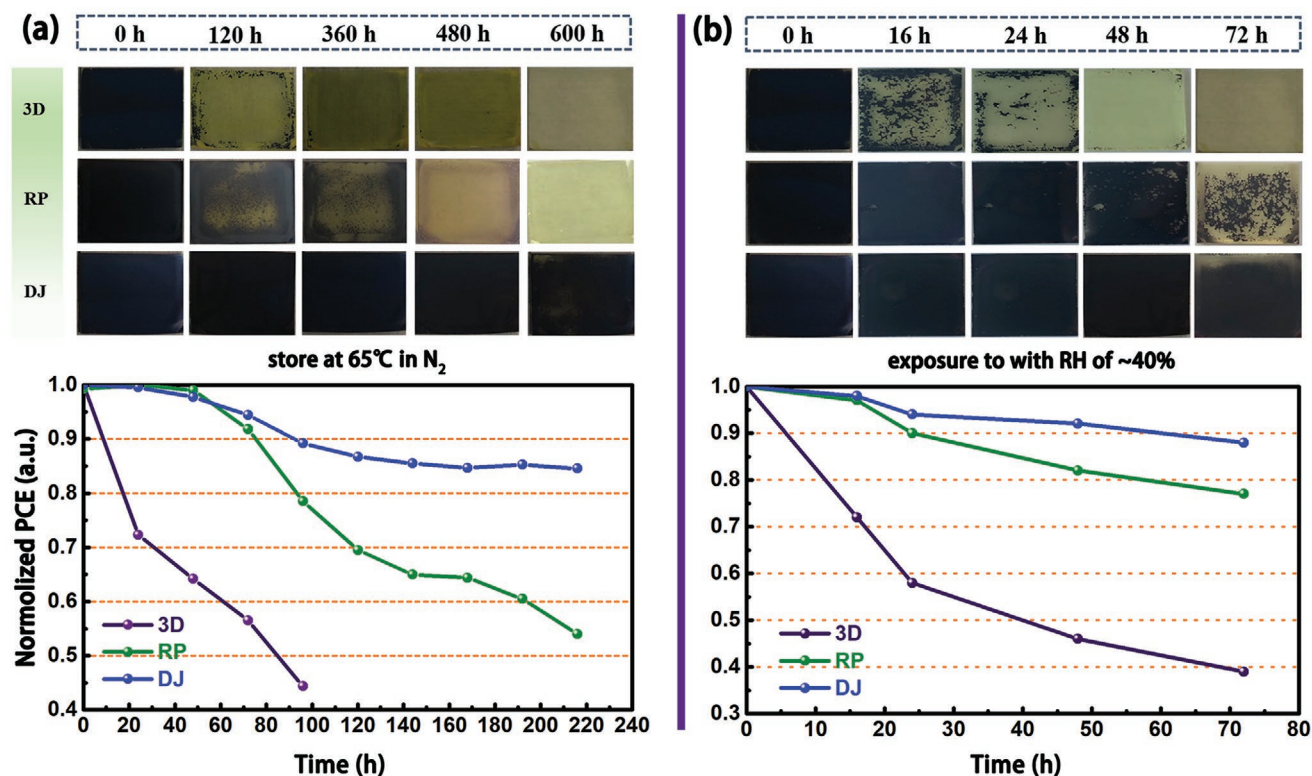 (a)
0 h 120 h 360 h 480 h 600 h
3D
RP
DJ
store at 65℃ in N₂
Normolized PCE (a.u.)
1.0
0.9
0.8
0.7
0.6
0.5
0.4
3D
RP
DJ
0 20 40 60 80 100 120 140 160 180 200 220 240
Time (h)
(b)
0 h 16 h 24 h 48 h 72 h
exposure to with RH of ~40%
1.0
0.9
0.8
0.7
0.6
0.5
0.4
0.3
3D
RP
DJ
0 10 20 30 40 50 60 70 80
Time (h)